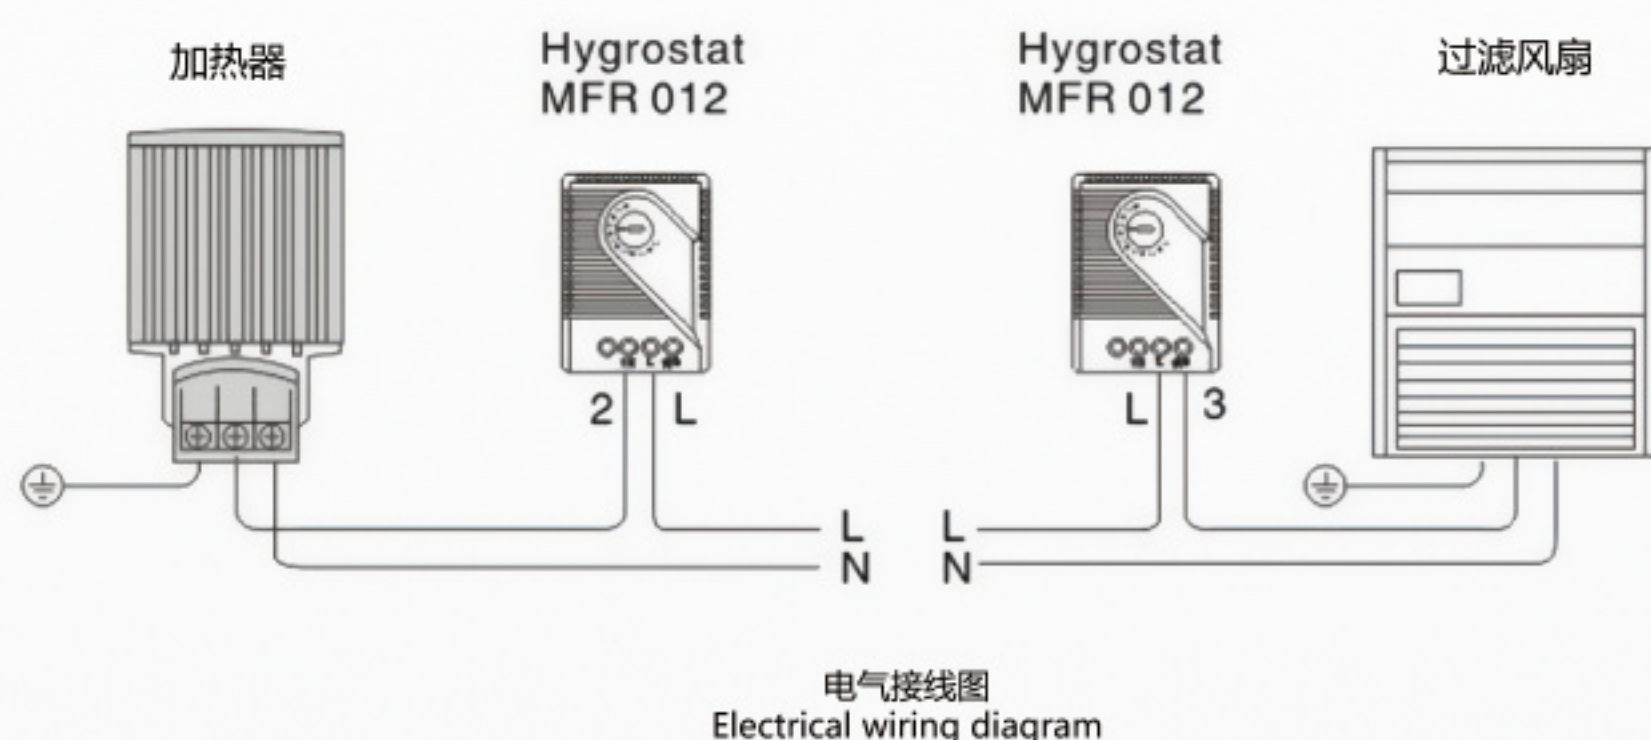 加热器
Hygrostat
MFR 012
Hygrostat
MFR 012
过滤风扇
2
L
L
3
L
N
L
N
电气接线图
Electrical wiring diagram